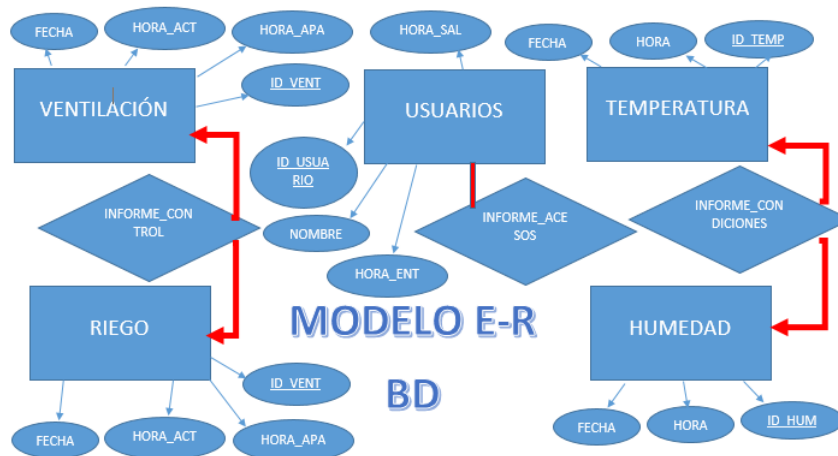 FECHA
HORA_ACT
HORA_APA
ID_VENT
VENTILACIÓN
HORA_SAL
USUARIOS
ID_USUA
RIO
NOMBRE
HORA_ENT
FECHA
HORA
ID_TEMP
TEMPERATURA
INFORME_CON
TROL
INFORME_ACE
SOS
INFORME_CON
DICIONES
RIEGO
ID_VENT
FECHA
HORA_ACT
HORA_APA
MODELO E-R
BD
HUMEDAD
FECHA
HORA
ID_HUM